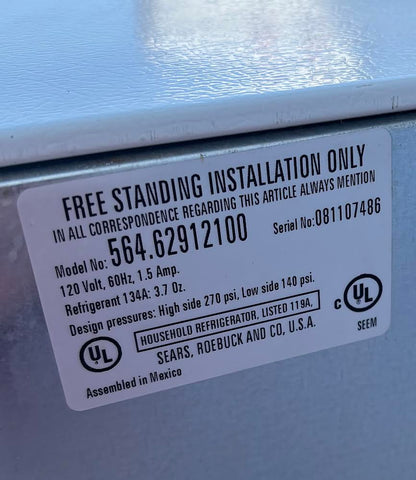 FREE STANDING INSTALLATION ONLY
IN ALL CORRESPONDENCE REGARDING THIS ARTICLE ALWAYS MENTION
Model No: 564.62912100 Serial No:081107486
120 Volt, 60Hz, 1.5 Amp.
Refrigerant 134A: 3.7 Oz.
Design pressures: High side 270 psi, Low side 140 psi.
UL
HOUSEHOLD REFRIGERATOR, LISTED 119A.
C UL
SEARS, ROEBUCK AND CO, U.S.A.
SEEM
Assembled in Mexico